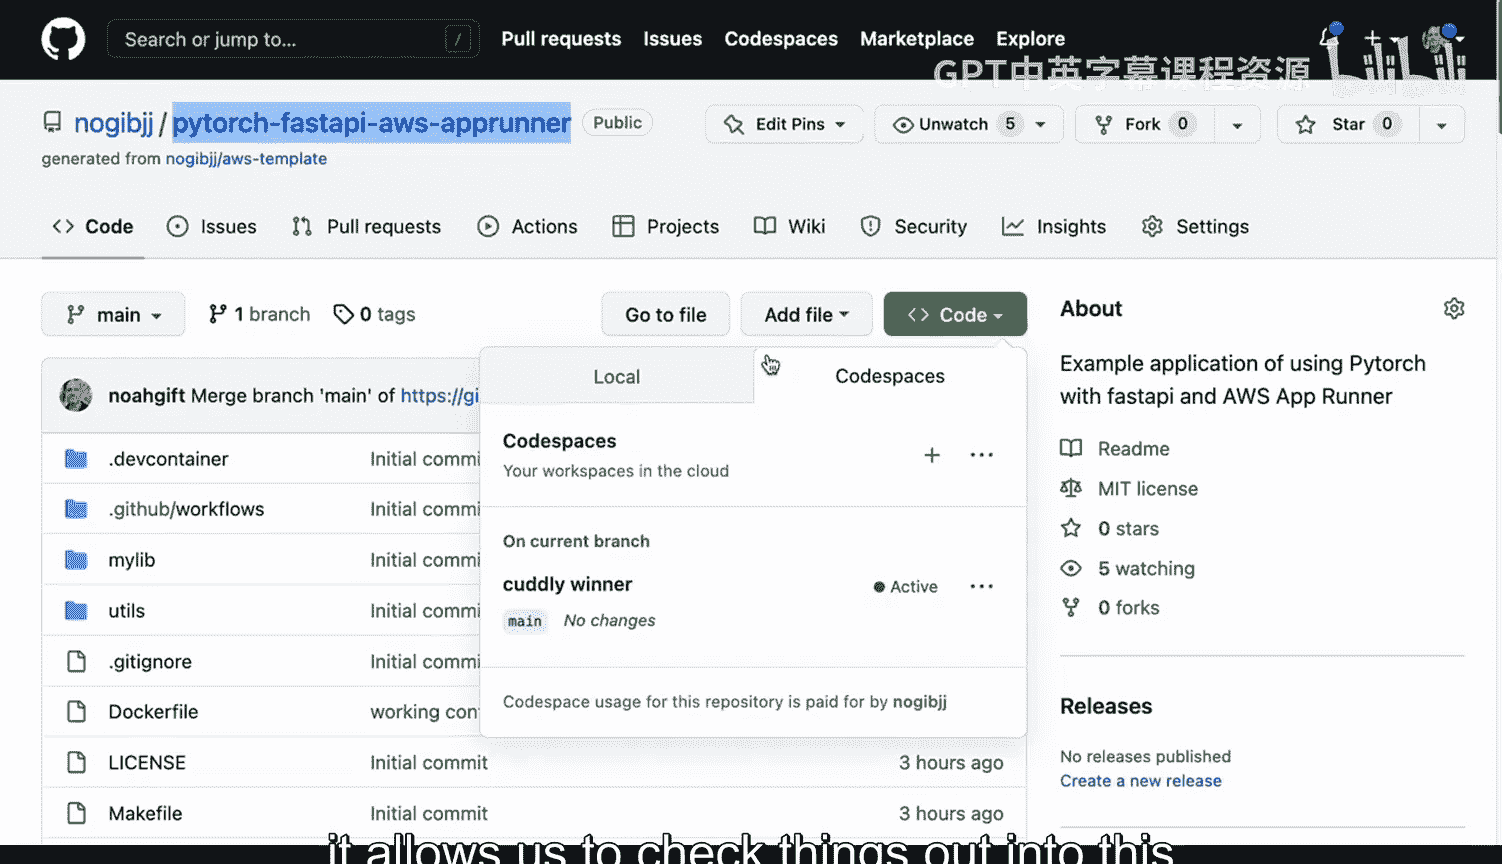 Search or jump to... / Pull requests Issues Codespaces Marketplace Explore
GPT中英字幕课程资源 bilibili
nogibjj / pytorch-fastapi-aws-apprunner Public Edit Pins Unwatch 5 Fork 0 Star 0
generated from nogibjj/aws-template
Code Issues Pull requests Actions Projects Wiki Security Insights Settings
main 1 branch 0 tags Go to file Add file Code
About
Example application of using Pytorch
with fastapi and AWS App Runner
Readme
MIT license
0 stars
5 watching
0 forks
Releases
No releases published
Create a new release
Local Codespaces
Codespaces
Your workspaces in the cloud
On current branch
cuddly winner Active
main No changes
Codespace usage for this repository is paid for by nogibjj
noahgift Merge branch 'main' of https://gi
.devcontainer Initial commi
.github/workflows Initial commi
mylib Initial commi
utils Initial commi
.gitignore Initial commi
Dockerfile working con
LICENSE Initial commit 3 hours ago
Makefile Initial commit 3 hours ago
it allows us to check things out into this